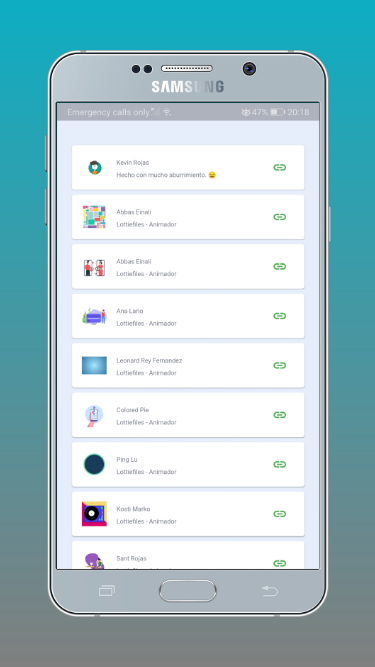 SAMSUNG
Emergency calls only 47% 20:18
Kevin Rojas
Hecho con mucho aburrimiento. 😄
Abbas Einali
Lottiefiles - Animador
Abbas Einali
Lottiefiles - Animador
Ana Lario
Lottiefiles - Animador
Leonard Rey Fernandez
Lottiefiles - Animador
Colored Pie
Lottiefiles - Animador
Ping Lu
Lottiefiles - Animador
Kosti Marko
Lottiefiles - Animador
Sant Rojas